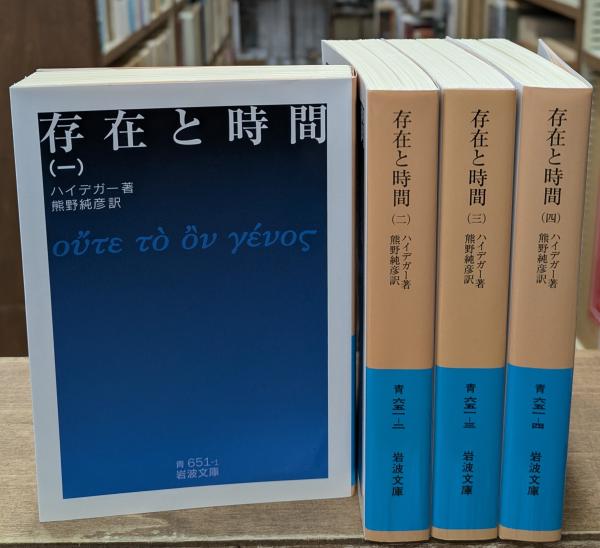 存在と時間
(一)
ハイデガー著
熊野純彦訳
οὔτε τὸ ὂν γένος
青 651-1
岩波文庫
存在と時間(二)
ハイデガー著
熊野純彦訳
青 六五一-二
岩波文庫
存在と時間(三)
ハイデガー著
熊野純彦訳
青 六五一-三
岩波文庫
存在と時間(四)
ハイデガー著
熊野純彦訳
青 六五一-四
岩波文庫